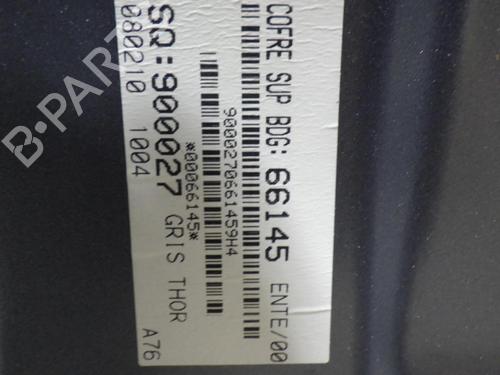 COFRE SUP BDG: 66145 ENTE/00
9000270661459H4
*00066145*
SQ:900027 GRIS THOR
080210 1004 A76
B-PARTS